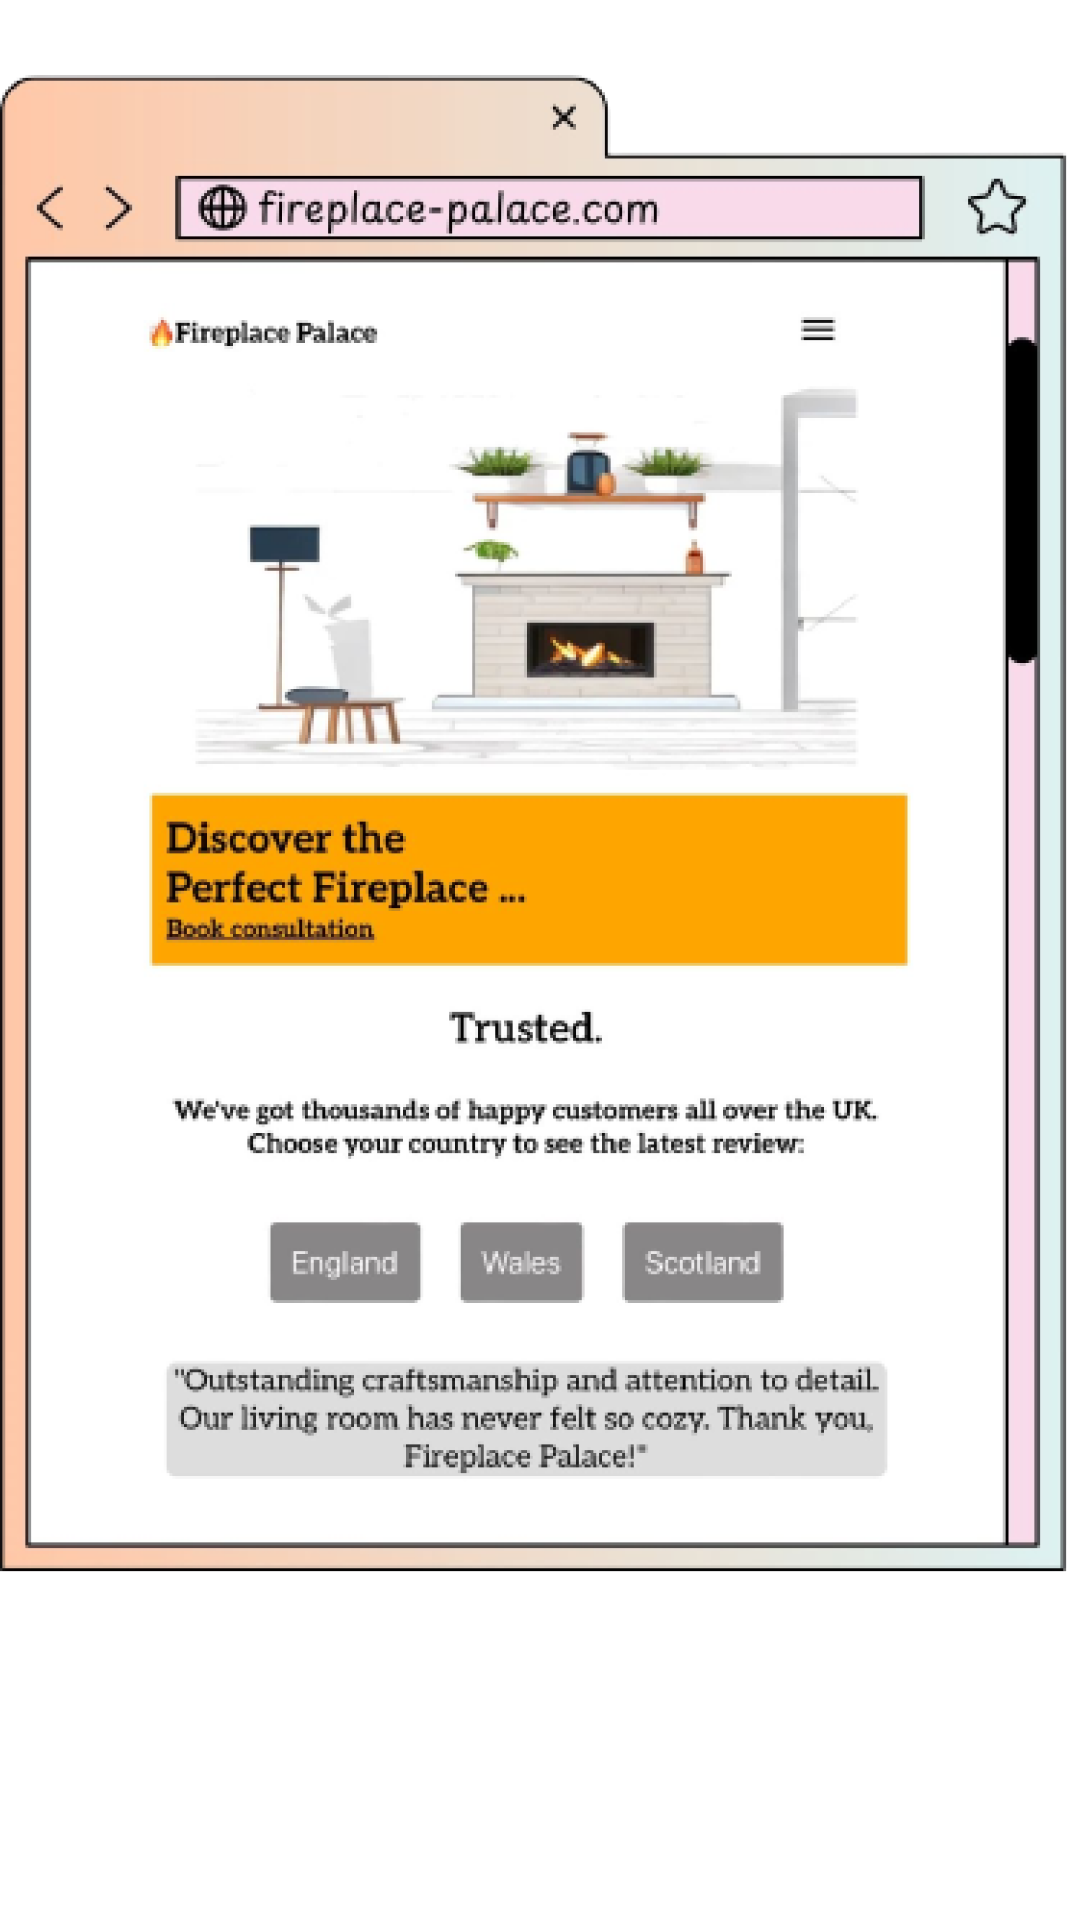 fireplace-palace.com
🔥Fireplace Palace
Discover the
Perfect Fireplace ...
Book consultation
Trusted.
We've got thousands of happy customers all over the UK.
Choose your country to see the latest review:
England
Wales
Scotland
"Outstanding craftsmanship and attention to detail.
Our living room has never felt so cozy. Thank you,
Fireplace Palace!"